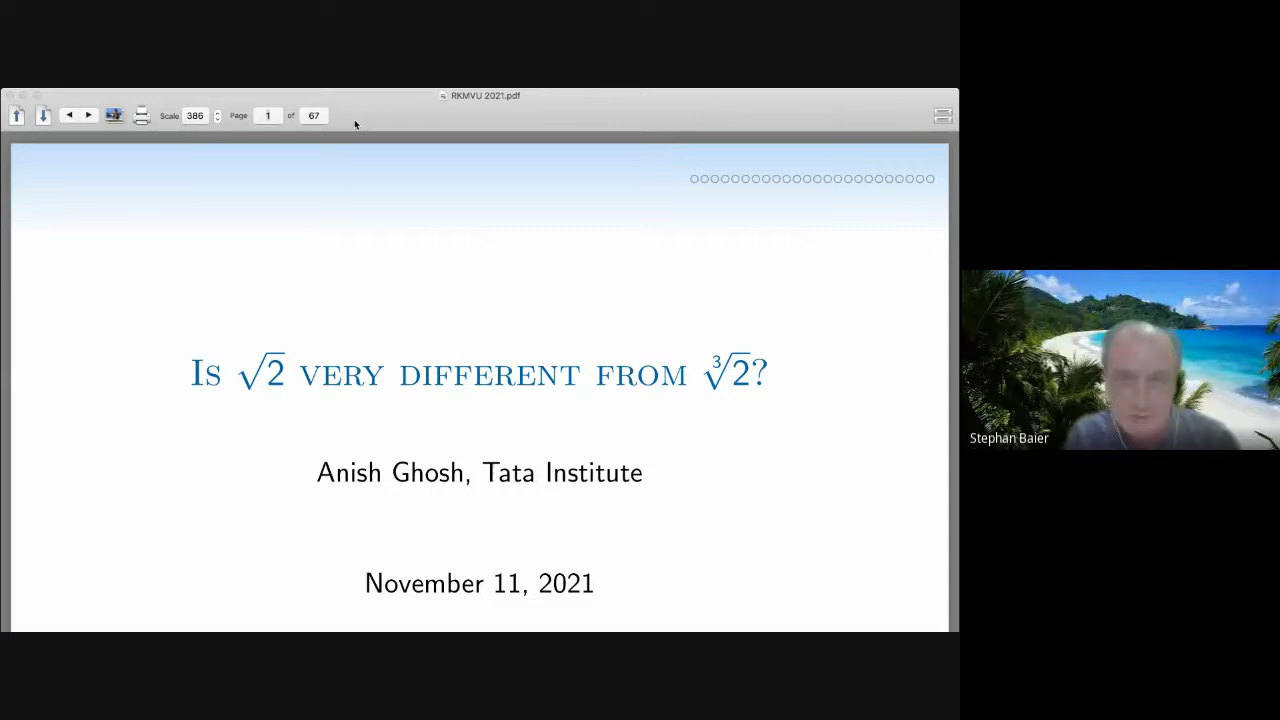 RKMVU 2021.pdf
Scale 386 Page 1 of 67
Is √2 very different from ∛2?
Anish Ghosh, Tata Institute
November 11, 2021
Stephan Baier